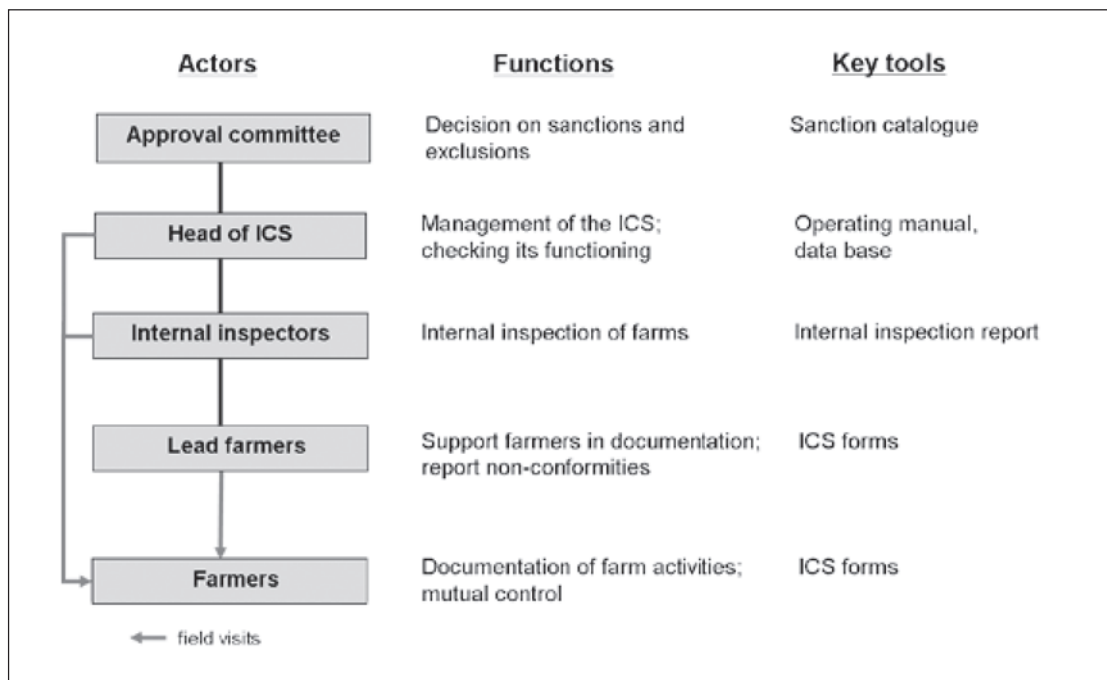 Actors Functions Key tools
Approval committee Decision on sanctions and Sanction catalogue
exclusions
Head of ICS Management of the ICS; Operating manual,
checking its functioning data base
Internal inspectors Internal inspection of farms Internal inspection report
Lead farmers Support farmers in documentation; ICS forms
report non-conformities
Farmers Documentation of farm activities; ICS forms
mutual control
field visits